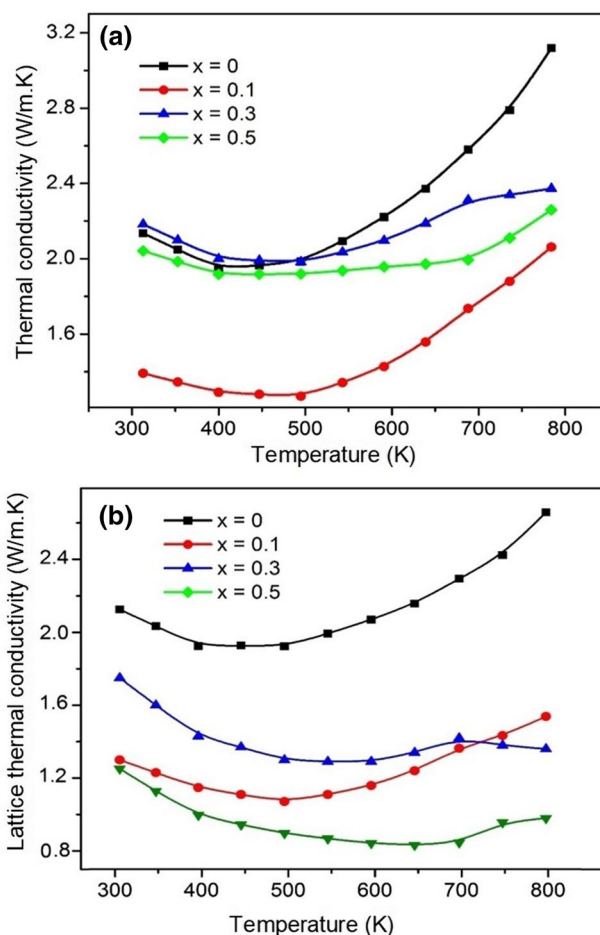 (a)
x = 0
x = 0.1
x = 0.3
x = 0.5
3.2
2.8
2.4
2.0
1.6
Thermal conductivity (W/m.K)
300 400 500 600 700 800
Temperature (K)
(b)
x = 0
x = 0.1
x = 0.3
x = 0.5
2.4
2.0
1.6
1.2
0.8
Lattice thermal conductivity (W/m.K)
300 400 500 600 700 800
Temperature (K)